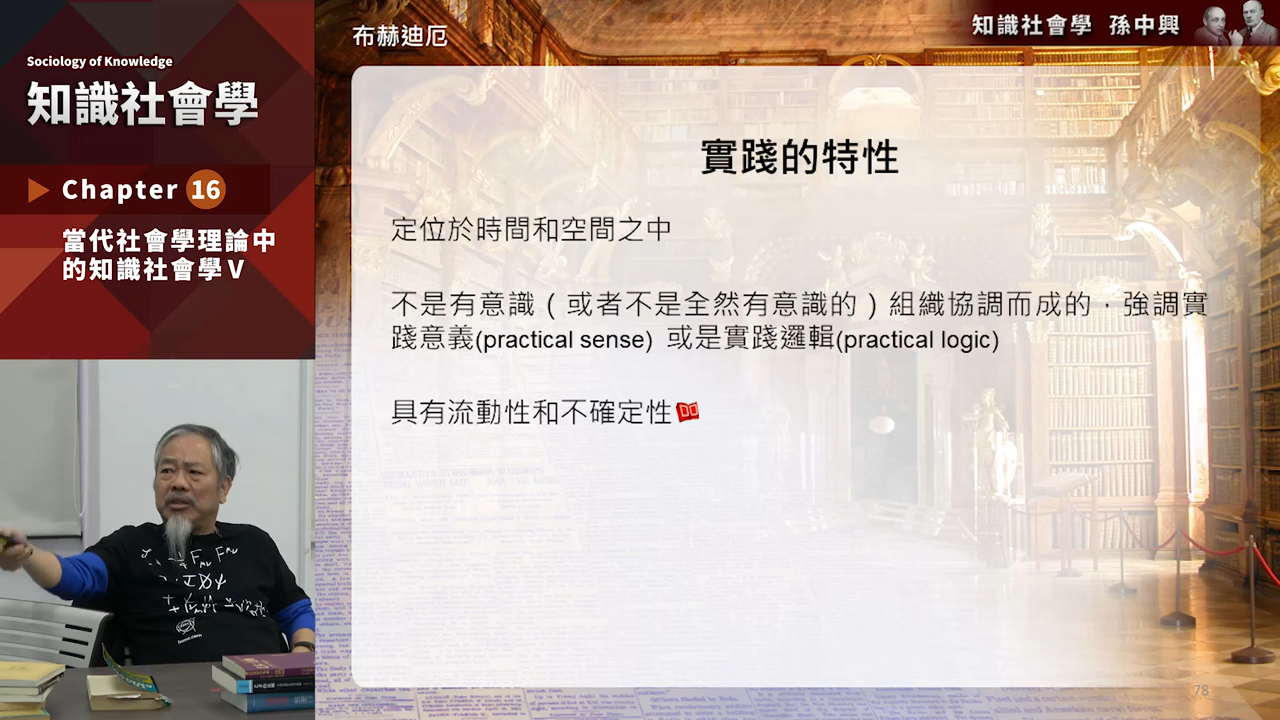 Sociology of Knowledge
知識社會學
Chapter 16
當代社會學理論中
的知識社會學 V
布赫迪厄
知識社會學 孫中興
實踐的特性
定位於時間和空間之中
不是有意識（或者不是全然有意識的）組織協調而成的，強調實
踐意義(practical sense) 或是實踐邏輯(practical logic)
具有流動性和不確定性
78